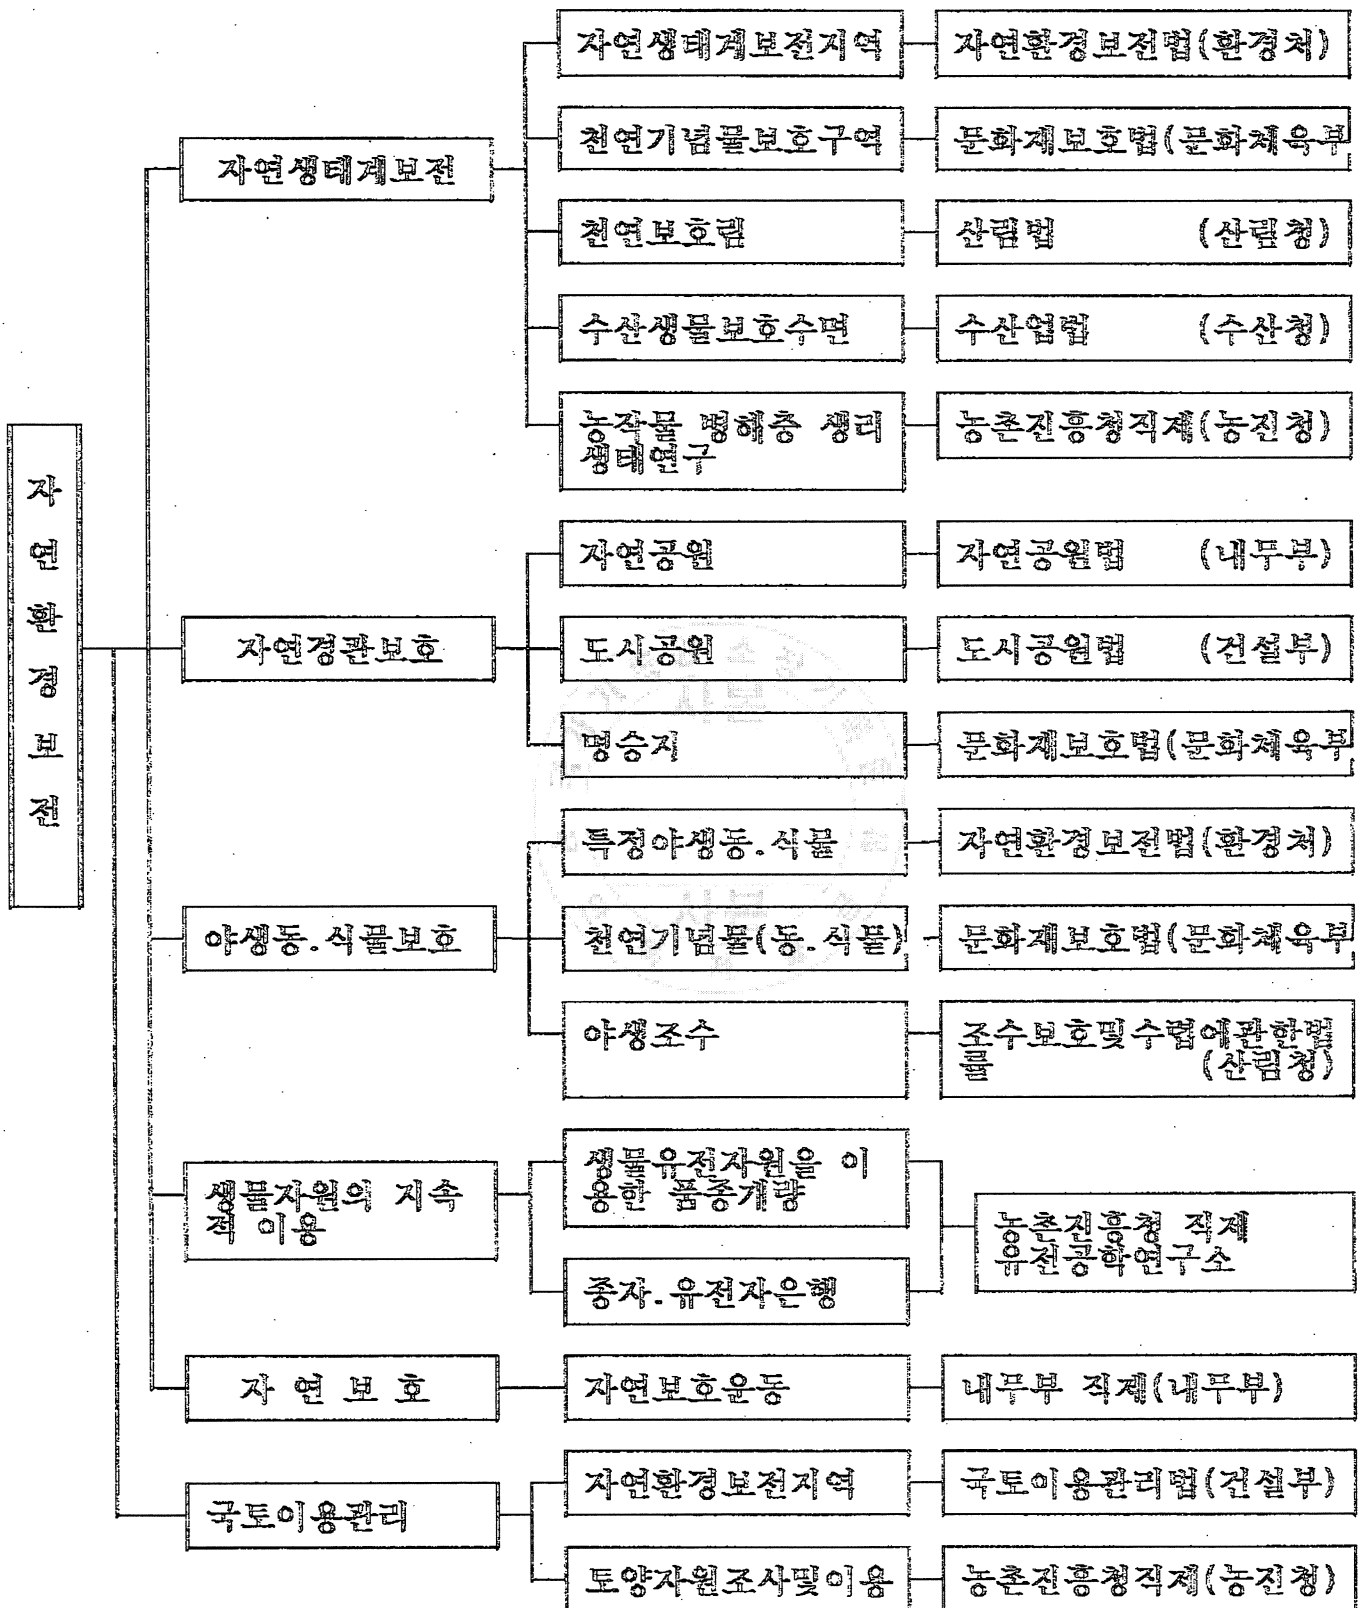 자연환경보전
자연생태계보전
자연생태계보전지역
자연환경보전법(환경처)
천연기념물보호구역
문화재보호법(문화체육부
천연보호림
산림법 (산림청)
수산생물보호수면
수산업법 (수산청)
농작물 병해충 생리
생태연구
농촌진흥청직제(농진청)
자연경관보호
자연공원
자연공원법 (내무부)
도시공원
도시공원법 (건설부)
명승지
문화재보호법(문화체육부
야생동.식물보호
특정야생동.식물
자연환경보전법(환경처)
천연기념물(동.식물)
문화재보호법(문화체육부
야생조수
조수보호및수렵에관한법
률 (산림청)
생물자원의 지속
적 이용
생물유전자원을 이
용한 품종개량
종자.유전자은행
농촌진흥청 직제
유전공학연구소
자 연 보 호
자연보호운동
내무부 직제(내무부)
국토이용관리
자연환경보전지역
국토이용관리법(건설부)
토양자원조사및이용
농촌진흥청직제(농진청)